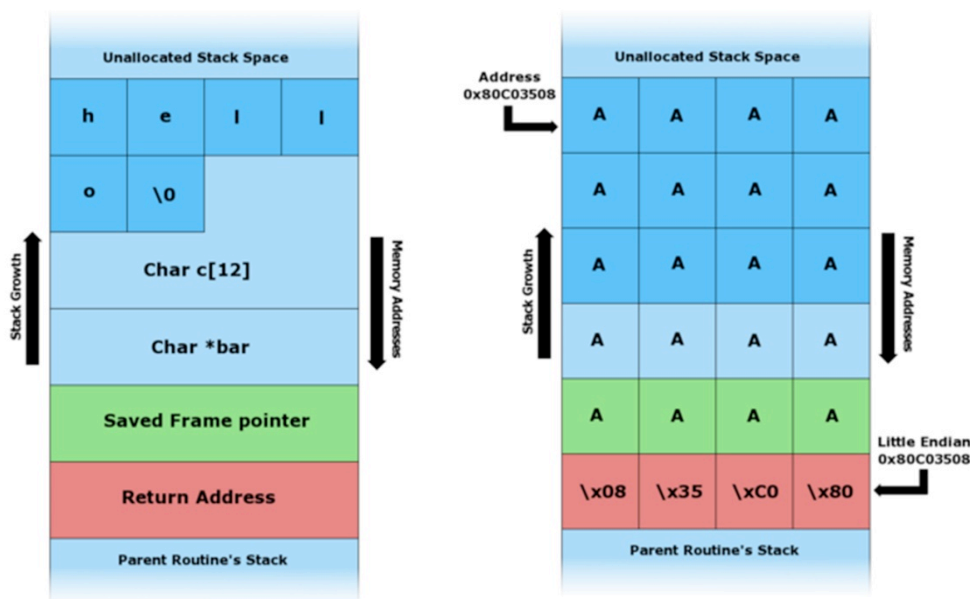 Unallocated Stack Space
h e l l
o \0
Char c[12]
Char *bar
Saved Frame pointer
Return Address
Parent Routine's Stack
Stack Growth
Memory Addresses
Unallocated Stack Space
Address
0x80C03508
A A A A
A A A A
A A A A
A A A A
A A A A
\x08 \x35 \xC0 \x80
Parent Routine's Stack
Stack Growth
Memory Addresses
Little Endian
0x80C03508